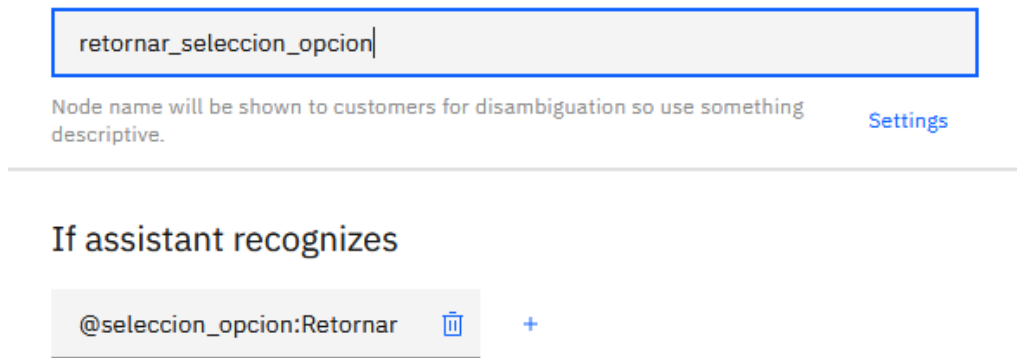 retornar_seleccion_opcion
Node name will be shown to customers for disambiguation so use something
descriptive.
Settings
If assistant recognizes
@seleccion_opcion:Retornar
+